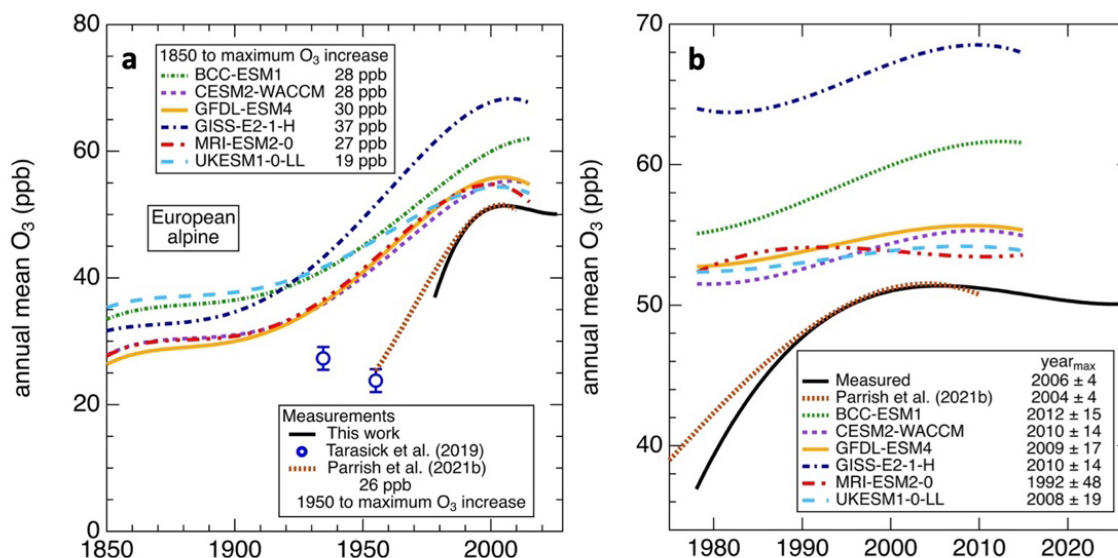 a
1850 to maximum O3 increase
BCC-ESM1 28 ppb
CESM2-WACCM 28 ppb
GFDL-ESM4 30 ppb
GISS-E2-1-H 37 ppb
MRI-ESM2-0 27 ppb
UKESM1-0-LL 19 ppb
European
alpine
Measurements
This work
Tarasick et al. (2019)
Parrish et al. (2021b)
26 ppb
1950 to maximum O3 increase
annual mean O3 (ppb)
80
60
40
20
0
1850
1900
1950
2000
b
annual mean O3 (ppb)
70
60
50
40
yearmax
Measured 2006 ± 4
Parrish et al. (2021b) 2004 ± 4
BCC-ESM1 2012 ± 15
CESM2-WACCM 2010 ± 14
GFDL-ESM4 2009 ± 17
GISS-E2-1-H 2010 ± 14
MRI-ESM2-0 1992 ± 48
UKESM1-0-LL 2008 ± 19
1980
1990
2000
2010
2020